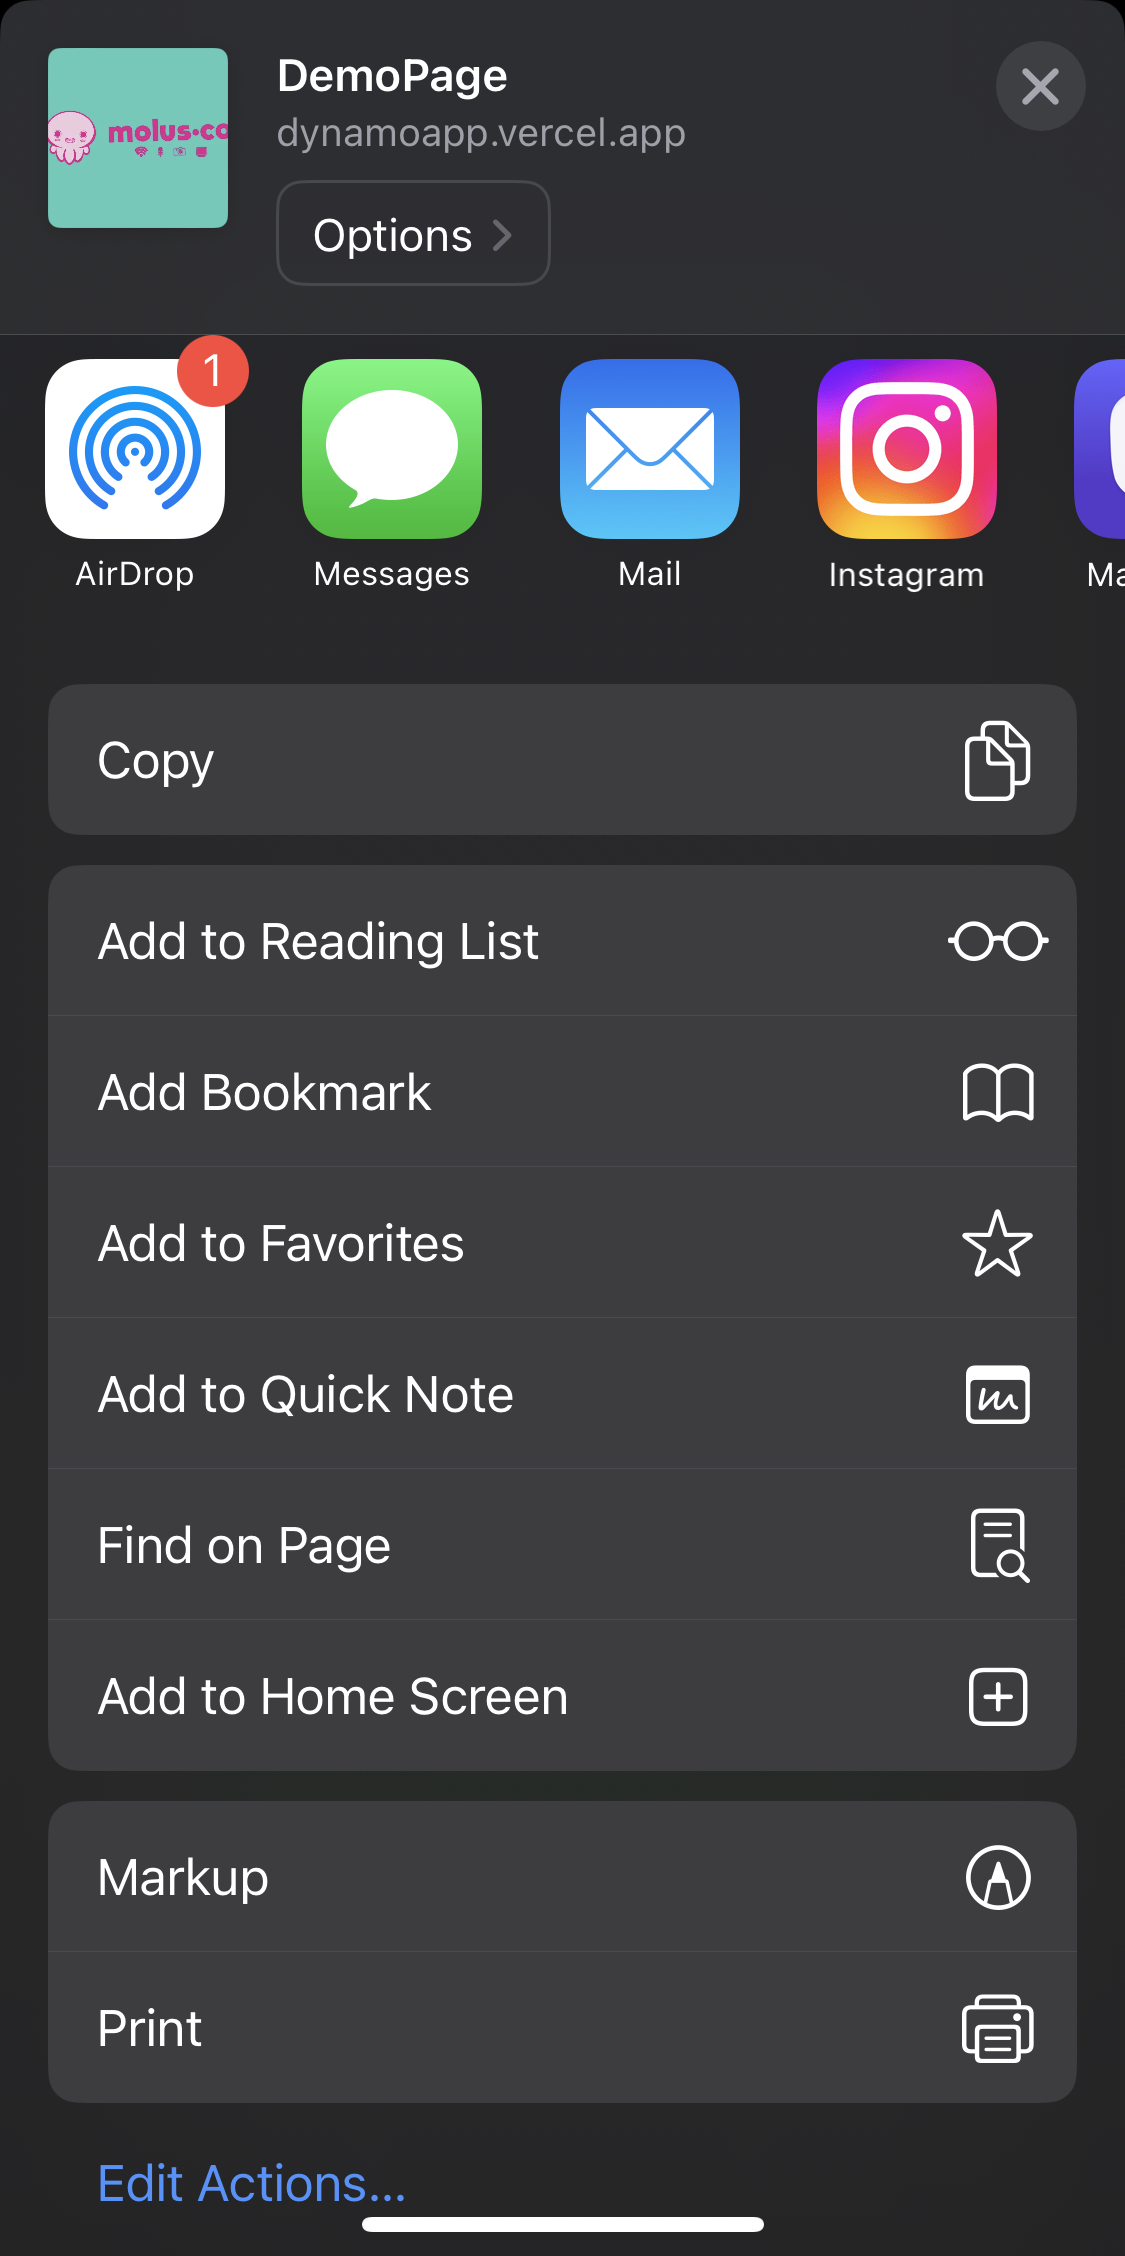 molus.co
DemoPage
dynamoapp.vercel.app
Options
1
AirDrop
Messages
Mail
Instagram
Ma
Copy
Add to Reading List
Add Bookmark
Add to Favorites
Add to Quick Note
Find on Page
Add to Home Screen
Markup
Print
Edit Actions...